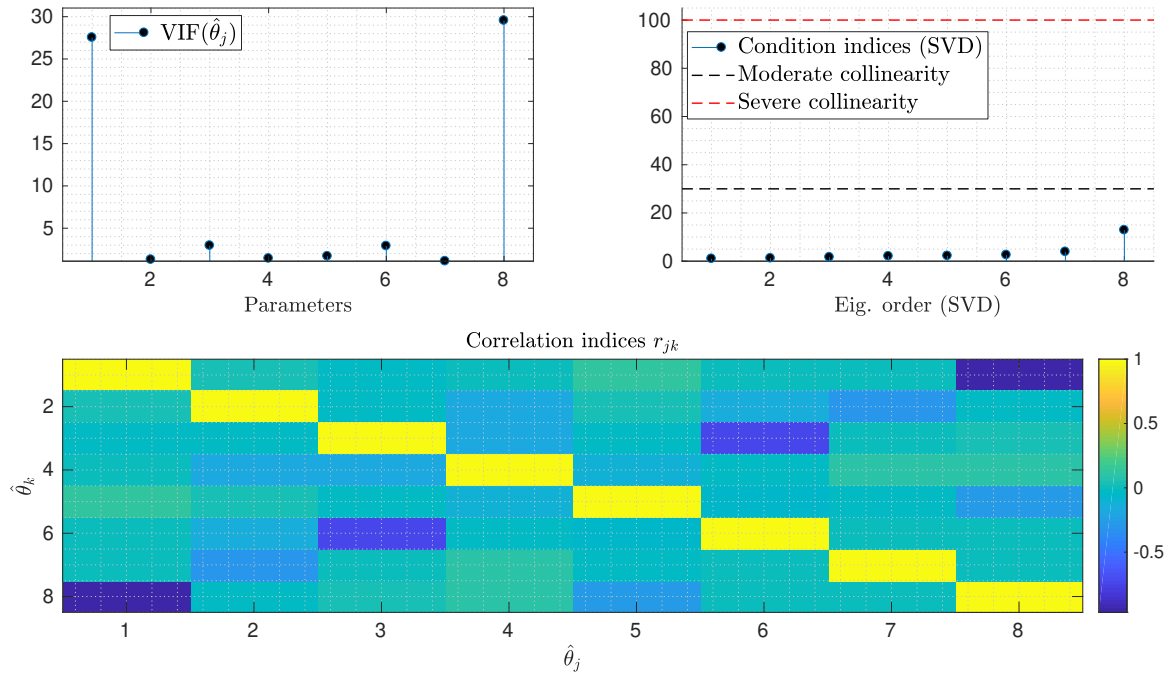 30
25
20
15
10
5
2 4 6 8
Parameters
VIF(θ̂_j)
100
80
60
40
20
0
2 4 6 8
Eig. order (SVD)
Condition indices (SVD)
Moderate collinearity
Severe collinearity
Correlation indices r_jk
2
4
6
8
θ̂_k
1 2 3 4 5 6 7 8
θ̂_j
1
0.5
0
-0.5